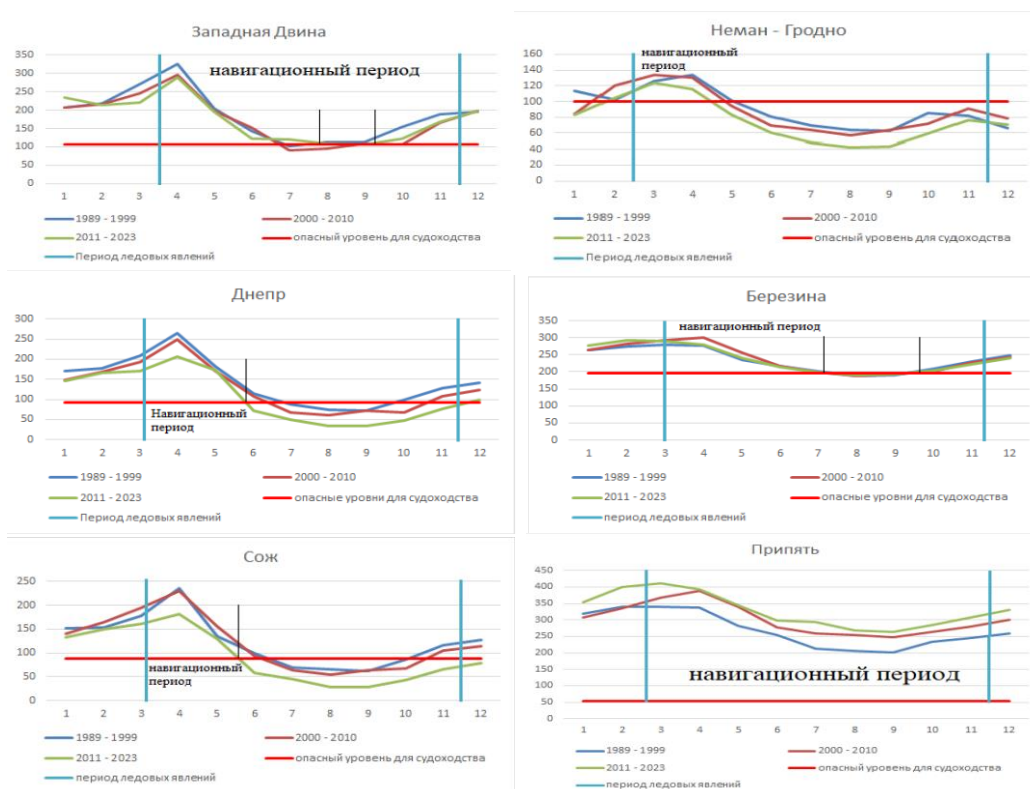 Западная Двина
350
300
250
200
150
100
50
0
навигационный период
1 2 3 4 5 6 7 8 9 10 11 12
1989 - 1999
2000 - 2010
2011 - 2023
опасный уровень для судоходства
Период ледовых явлений
Неман - Гродно
160
140
120
100
80
60
40
20
0
навигационный
период
1 2 3 4 5 6 7 8 9 10 11 12
1989 - 1999
2000 - 2010
2011 - 2023
опасный уровень для судоходства
Период ледовых явлений
Днепр
300
250
200
150
100
50
0
Навигационный
период
1 2 3 4 5 6 7 8 9 10 11 12
1989 - 1999
2000 - 2010
2011 - 2023
опасный уровень для судоходства
Период ледовых явлений
Березина
350
300
250
200
150
100
50
0
навигационный период
1 2 3 4 5 6 7 8 9 10 11 12
1989 - 1999
2000 - 2010
2011 - 2023
опасные уровни для судоходства
период ледовых явлений
Сож
250
200
150
100
50
0
навигационный
период
1 2 3 4 5 6 7 8 9 10 11 12
1989 - 1999
2000 - 2010
2011 - 2023
опасный уровень для судоходства
период ледовых явлений
Припять
450
400
350
300
250
200
150
100
50
0
навигационный период
1 2 3 4 5 6 7 8 9 10 11 12
1989 - 1999
2000 - 2010
2011 - 2023
опасный уровень для судоходства
период ледовых явлений